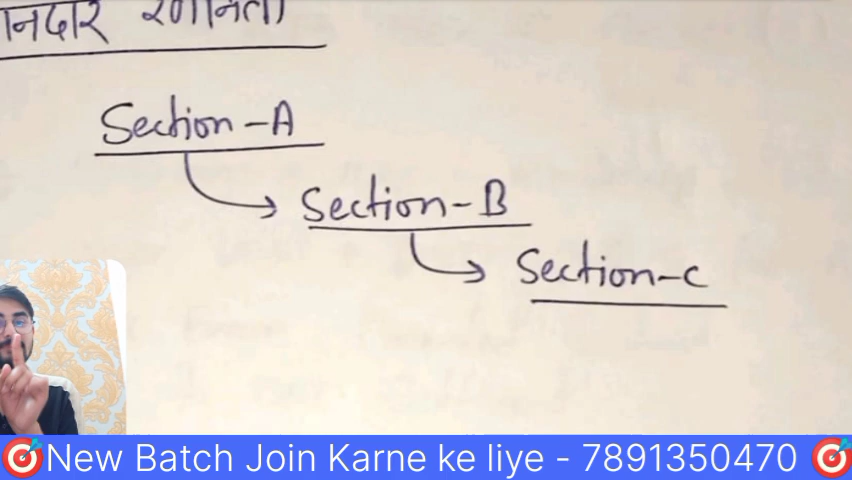 Section-A
Section-B
Section-C
🎯New Batch Join Karne ke liye - 7891350470 🎯